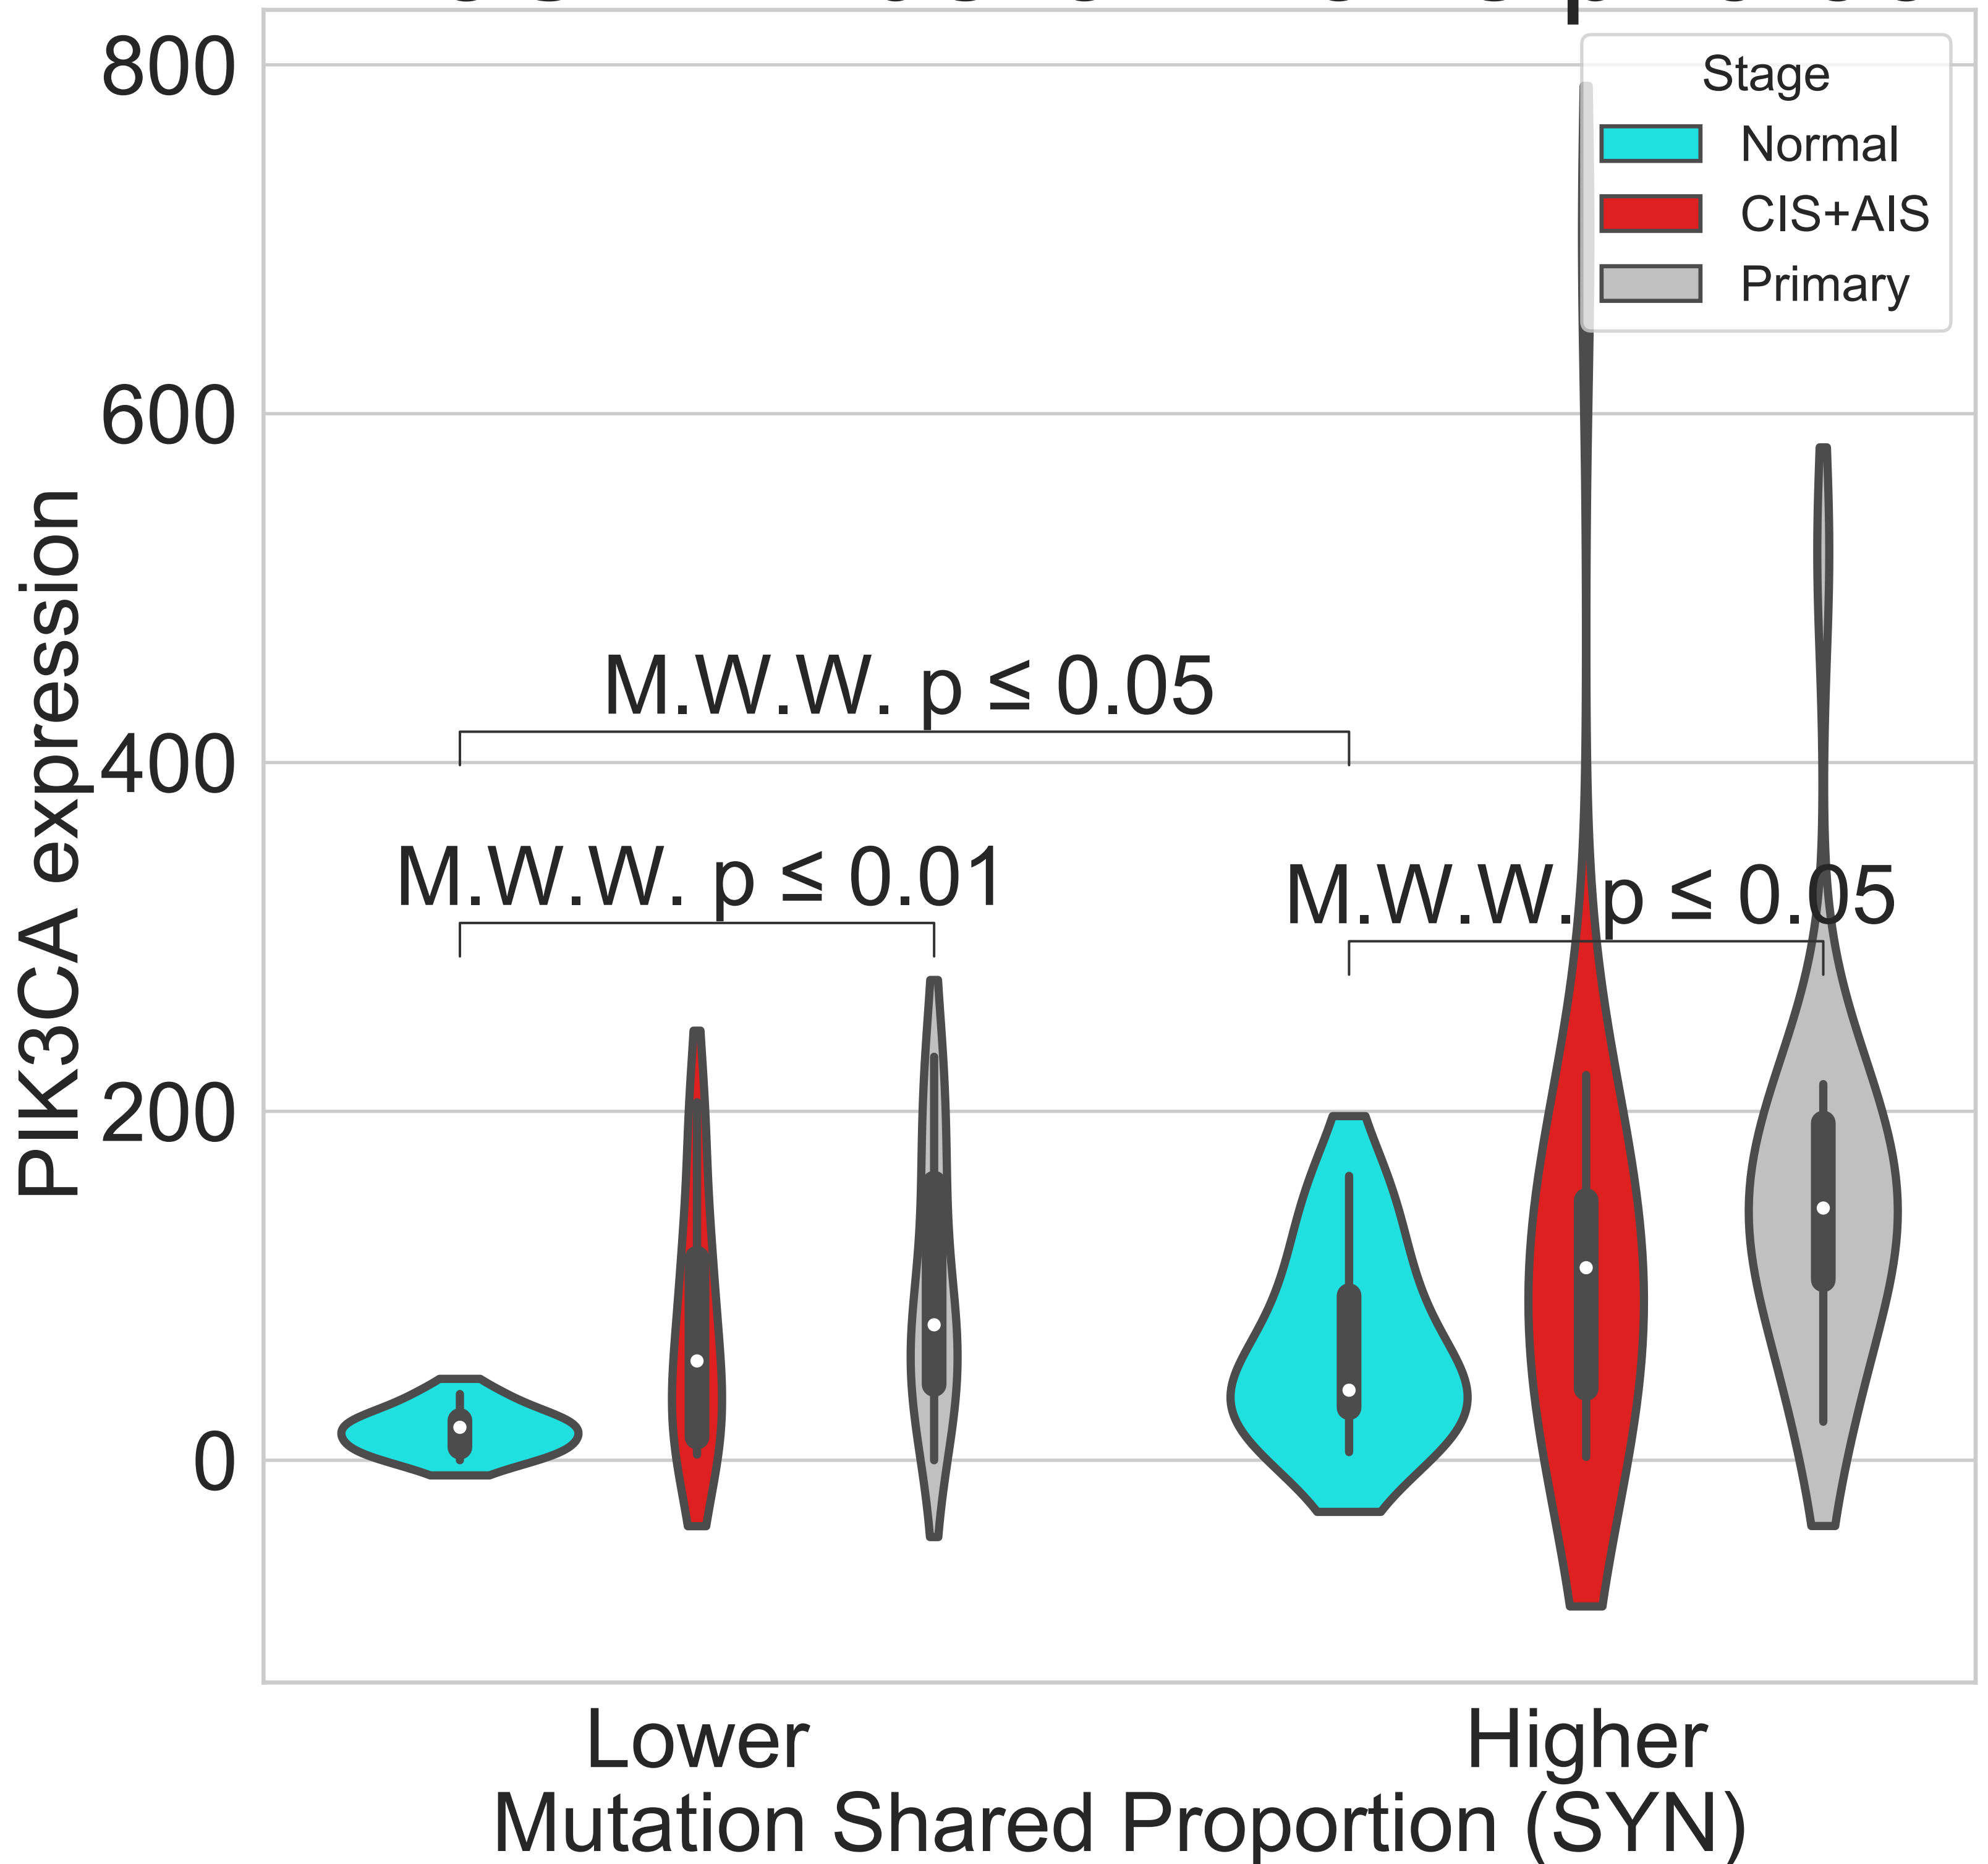 800
600
400
200
0
PIK3CA expression
Stage
Normal
CIS+AIS
Primary
M.W.W. p ≤ 0.05
M.W.W. p ≤ 0.01
M.W.W. p ≤ 0.05
Lower
Higher
Mutation Shared Proportion (SYN)